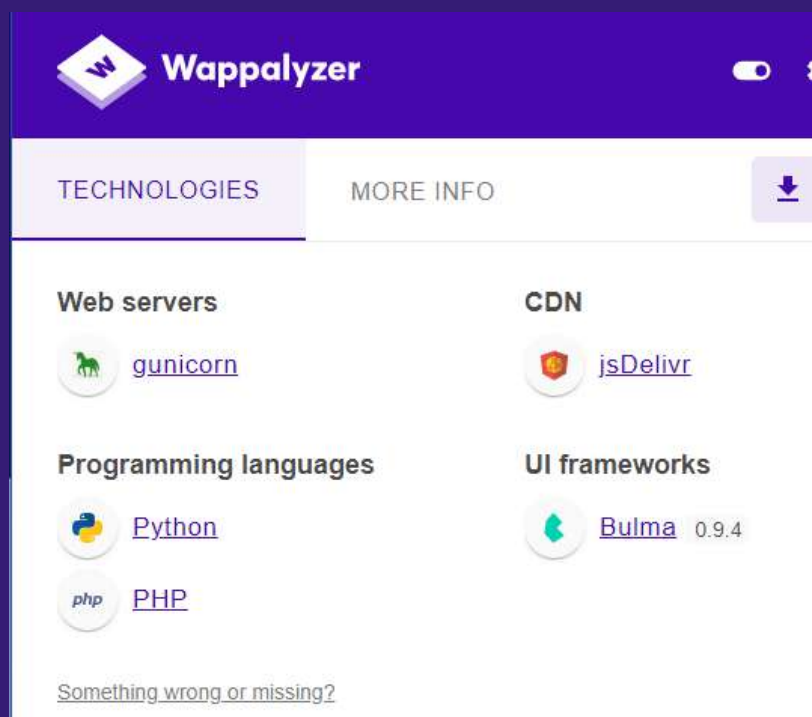 W Wappalyzer
TECHNOLOGIES
MORE INFO
Web servers
gunicorn
Programming languages
Python
php PHP
CDN
jsDelivr
UI frameworks
Bulma 0.9.4
Something wrong or missing?